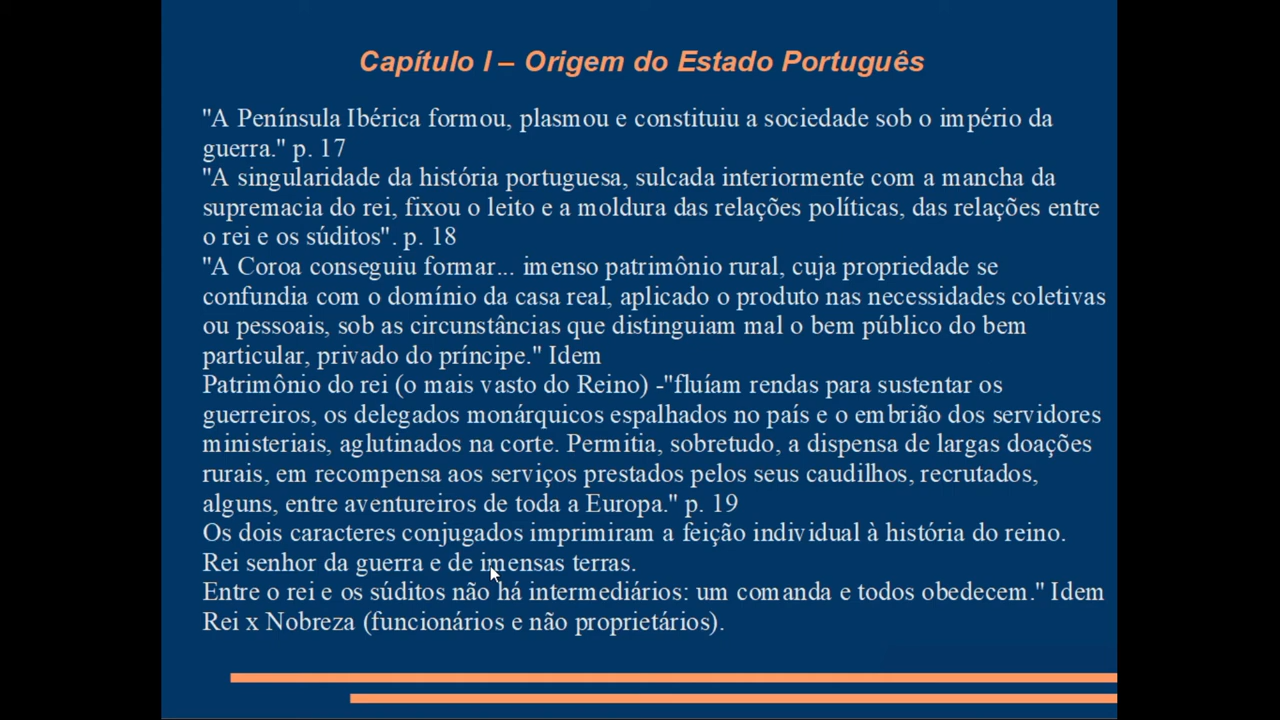 Capítulo I – Origem do Estado Português
"A Península Ibérica formou, plasmou e constituiu a sociedade sob o império da
guerra." p. 17
"A singularidade da história portuguesa, sulcada interiormente com a mancha da
supremacia do rei, fixou o leito e a moldura das relações políticas, das relações entre
o rei e os súditos". p. 18
"A Coroa conseguiu formar... imenso patrimônio rural, cuja propriedade se
confundia com o domínio da casa real, aplicado o produto nas necessidades coletivas
ou pessoais, sob as circunstâncias que distinguiam mal o bem público do bem
particular, privado do príncipe." Idem
Patrimônio do rei (o mais vasto do Reino) -"fluíam rendas para sustentar os
guerreiros, os delegados monárquicos espalhados no país e o embrião dos servidores
ministeriais, aglutinados na corte. Permitia, sobretudo, a dispensa de largas doações
rurais, em recompensa aos serviços prestados pelos seus caudilhos, recrutados,
alguns, entre aventureiros de toda a Europa." p. 19
Os dois caracteres conjugados imprimiram a feição individual à história do reino.
Rei senhor da guerra e de imensas terras.
Entre o rei e os súditos não há intermediários: um comanda e todos obedecem." Idem
Rei x Nobreza (funcionários e não proprietários).